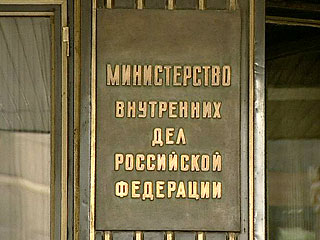 МИНИСТЕРСТВО
ВНУТРЕННИХ
ДЕЛ
РОССИЙСКОЙ
ФЕДЕРАЦИИ